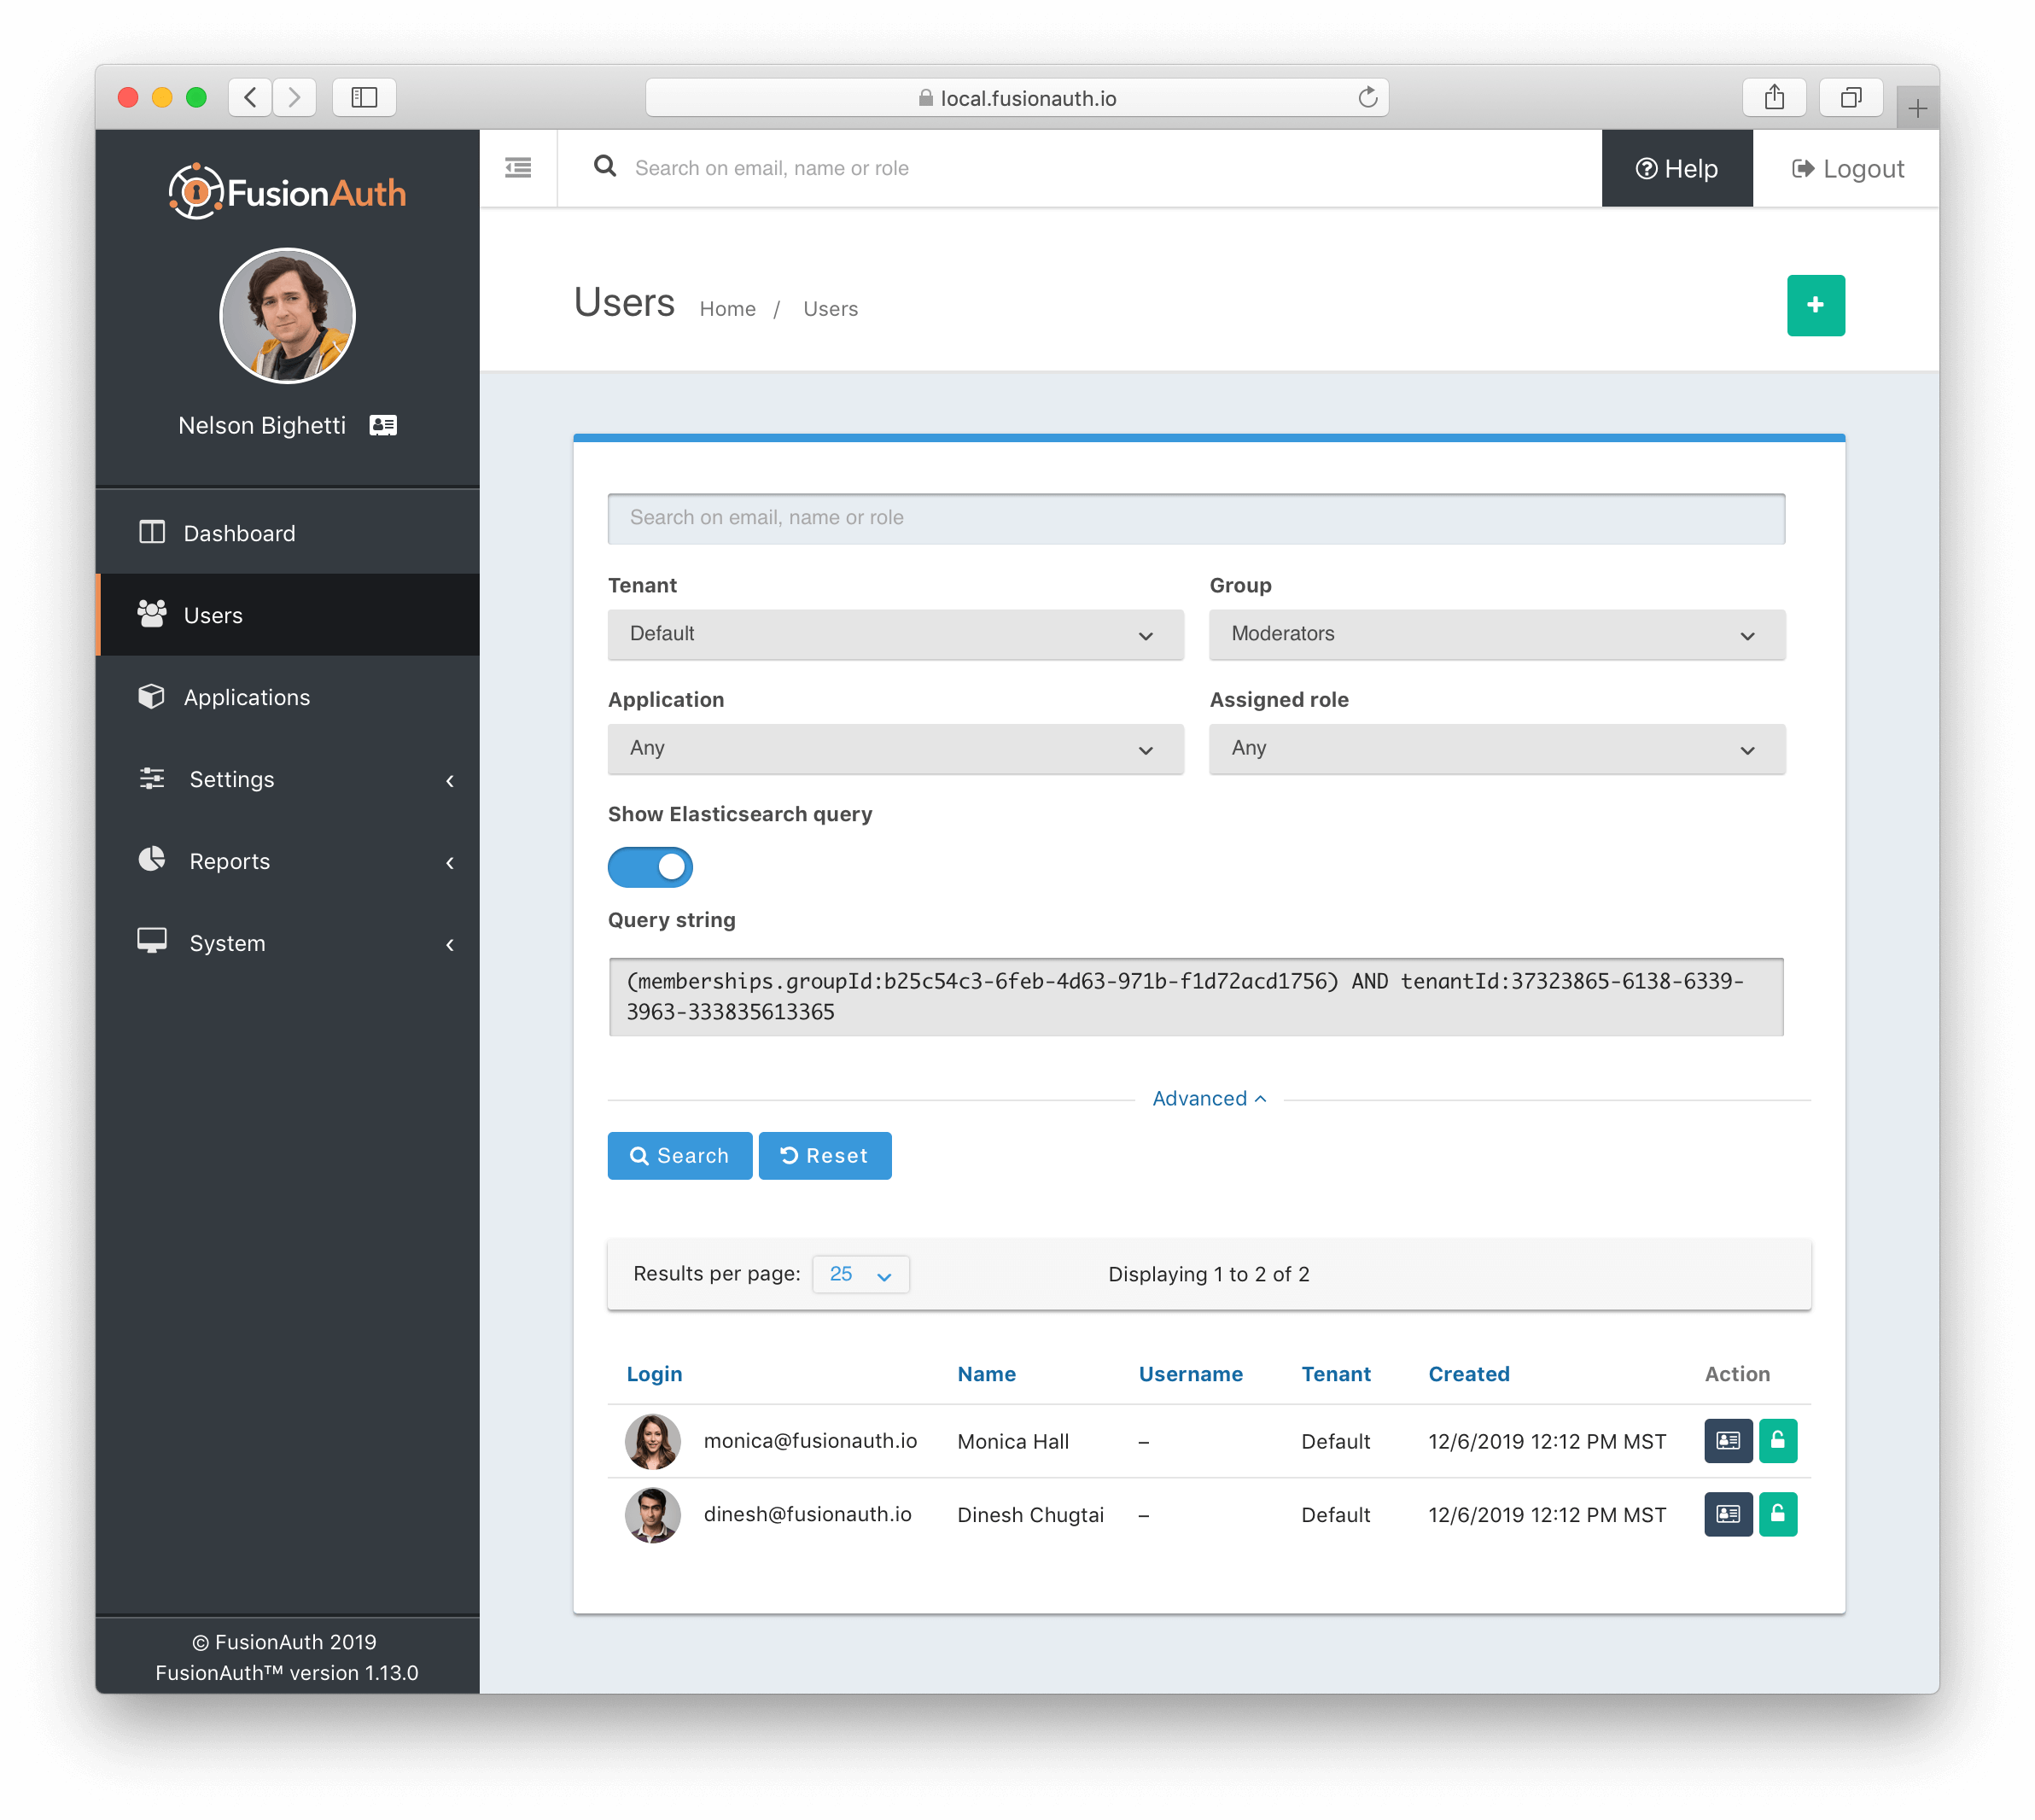 local.fusionauth.io
FusionAuth
Nelson Bighetti
Dashboard
Users
Applications
Settings
Reports
System
© FusionAuth 2019
FusionAuth™ version 1.13.0
Search on email, name or role
Help
Logout
Users Home / Users
Search on email, name or role
Tenant Group
Default Moderators
Application Assigned role
Any Any
Show Elasticsearch query
Query string
(memberships.groupId:b25c54c3-6feb-4d63-971b-f1d72acd1756) AND tenantId:37323865-6138-6339-
3963-333835613365
Advanced
Search Reset
Results per page: 25 Displaying 1 to 2 of 2
Login Name Username Tenant Created Action
monica@fusionauth.io Monica Hall – Default 12/6/2019 12:12 PM MST
dinesh@fusionauth.io Dinesh Chugtai – Default 12/6/2019 12:12 PM MST